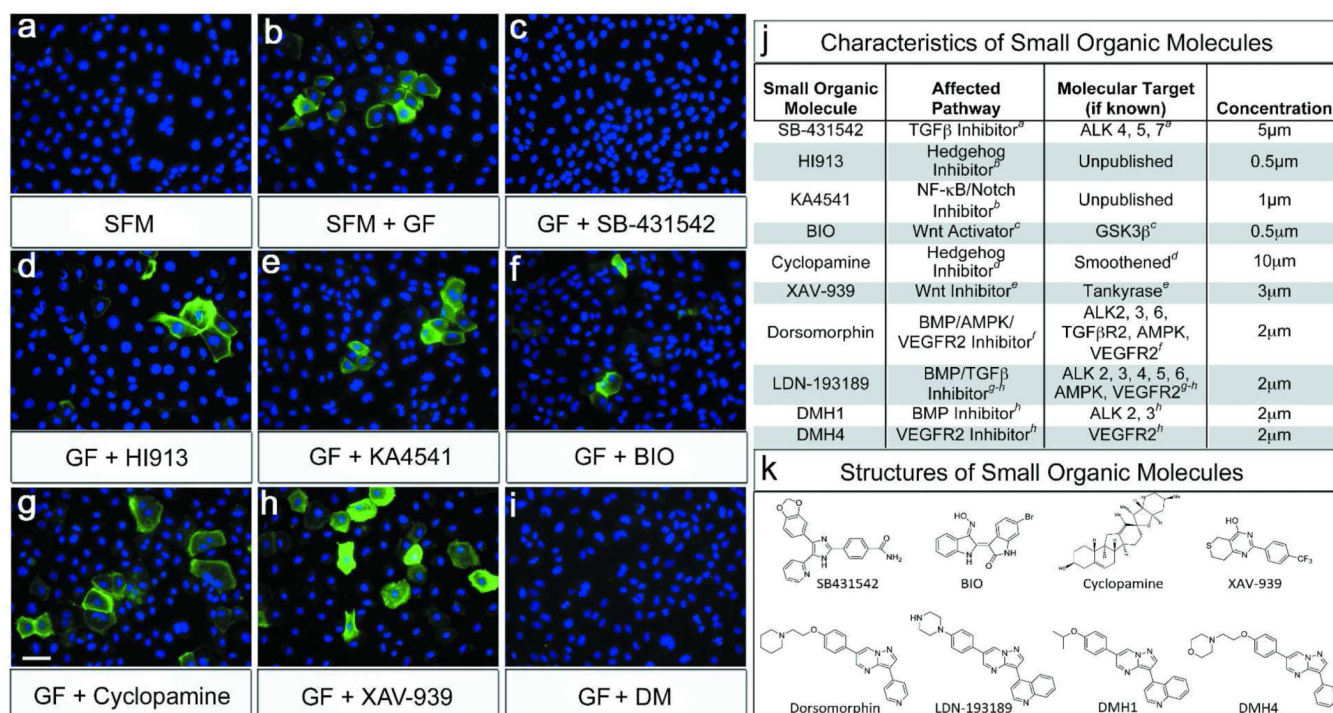 a
b
c
SFM
SFM + GF
GF + SB-431542
d
e
f
GF + HI913
GF + KA4541
GF + BIO
g
h
i
GF + Cyclopamine
GF + XAV-939
GF + DM
j Characteristics of Small Organic Molecules
Small Organic Molecule Affected Pathway Molecular Target (if known) Concentration
SB-431542 TGFβ Inhibitor^a ALK 4, 5, 7^a 5µm
HI913 Hedgehog Inhibitor^b Unpublished 0.5µm
KA4541 NF-κB/Notch Inhibitor^b Unpublished 1µm
BIO Wnt Activator^c GSK3β^c 0.5µm
Cyclopamine Hedgehog Inhibitor^d Smoothened^d 10µm
XAV-939 Wnt Inhibitor^e Tankyrase^e 3µm
Dorsomorphin BMP/AMPK/ VEGFR2 Inhibitor^f ALK2, 3, 6, TGFβR2, AMPK, VEGFR2^f 2µm
LDN-193189 BMP/TGFβ Inhibitor^g-h ALK 2, 3, 4, 5, 6, AMPK, VEGFR2^g-h 2µm
DMH1 BMP Inhibitor^h ALK 2, 3^h 2µm
DMH4 VEGFR2 Inhibitor^h VEGFR2^h 2µm
k Structures of Small Organic Molecules
SB431542
BIO
Cyclopamine
XAV-939
Dorsomorphin
LDN-193189
DMH1
DMH4